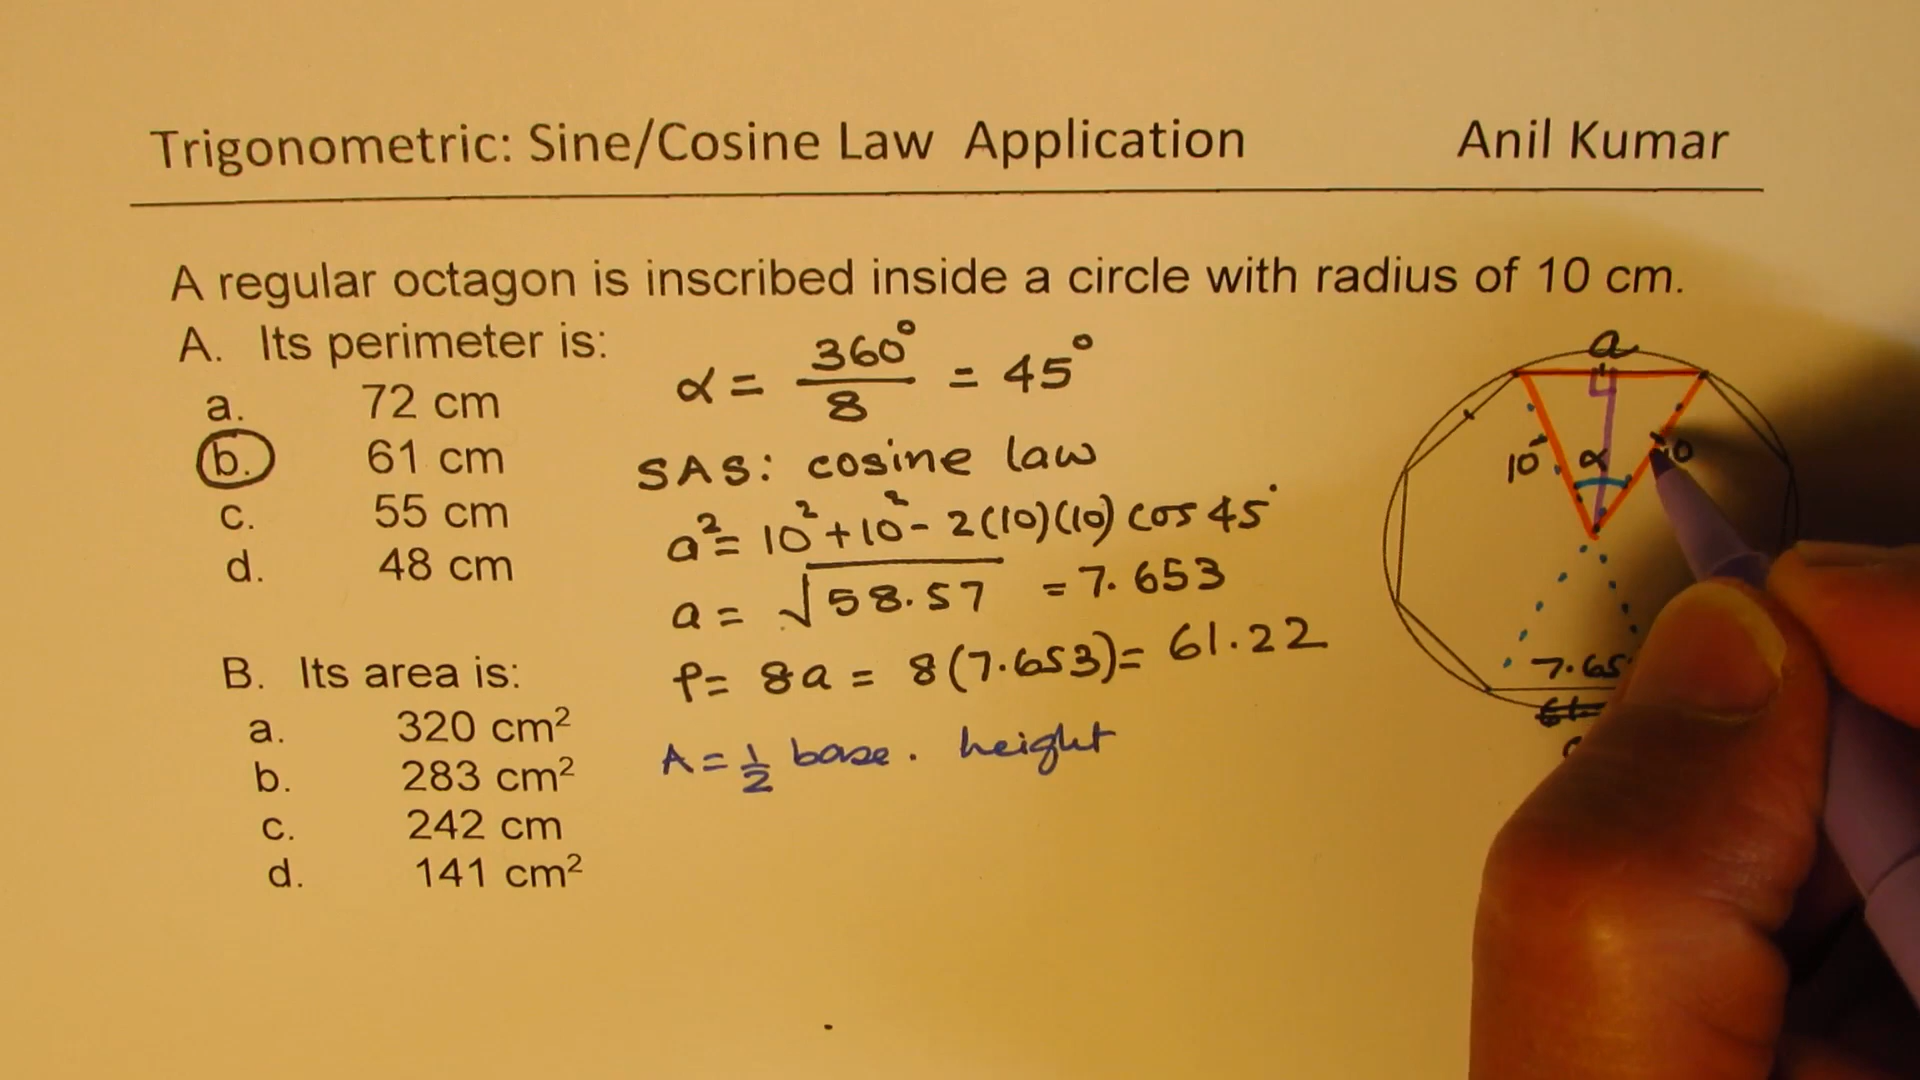 Trigonometric: Sine/Cosine Law Application Anil Kumar
A regular octagon is inscribed inside a circle with radius of 10 cm.
A. Its perimeter is:
a. 72 cm
b. 61 cm
c. 55 cm
d. 48 cm
α = 360° / 8 = 45°
SAS: cosine law
a² = 10² + 10² - 2(10)(10) cos 45°
a = √58.57 = 7.653
P = 8a = 8(7.653) = 61.22
B. Its area is:
a. 320 cm²
b. 283 cm²
c. 242 cm
d. 141 cm²
A = ½ base . height
a
10 α
7.65